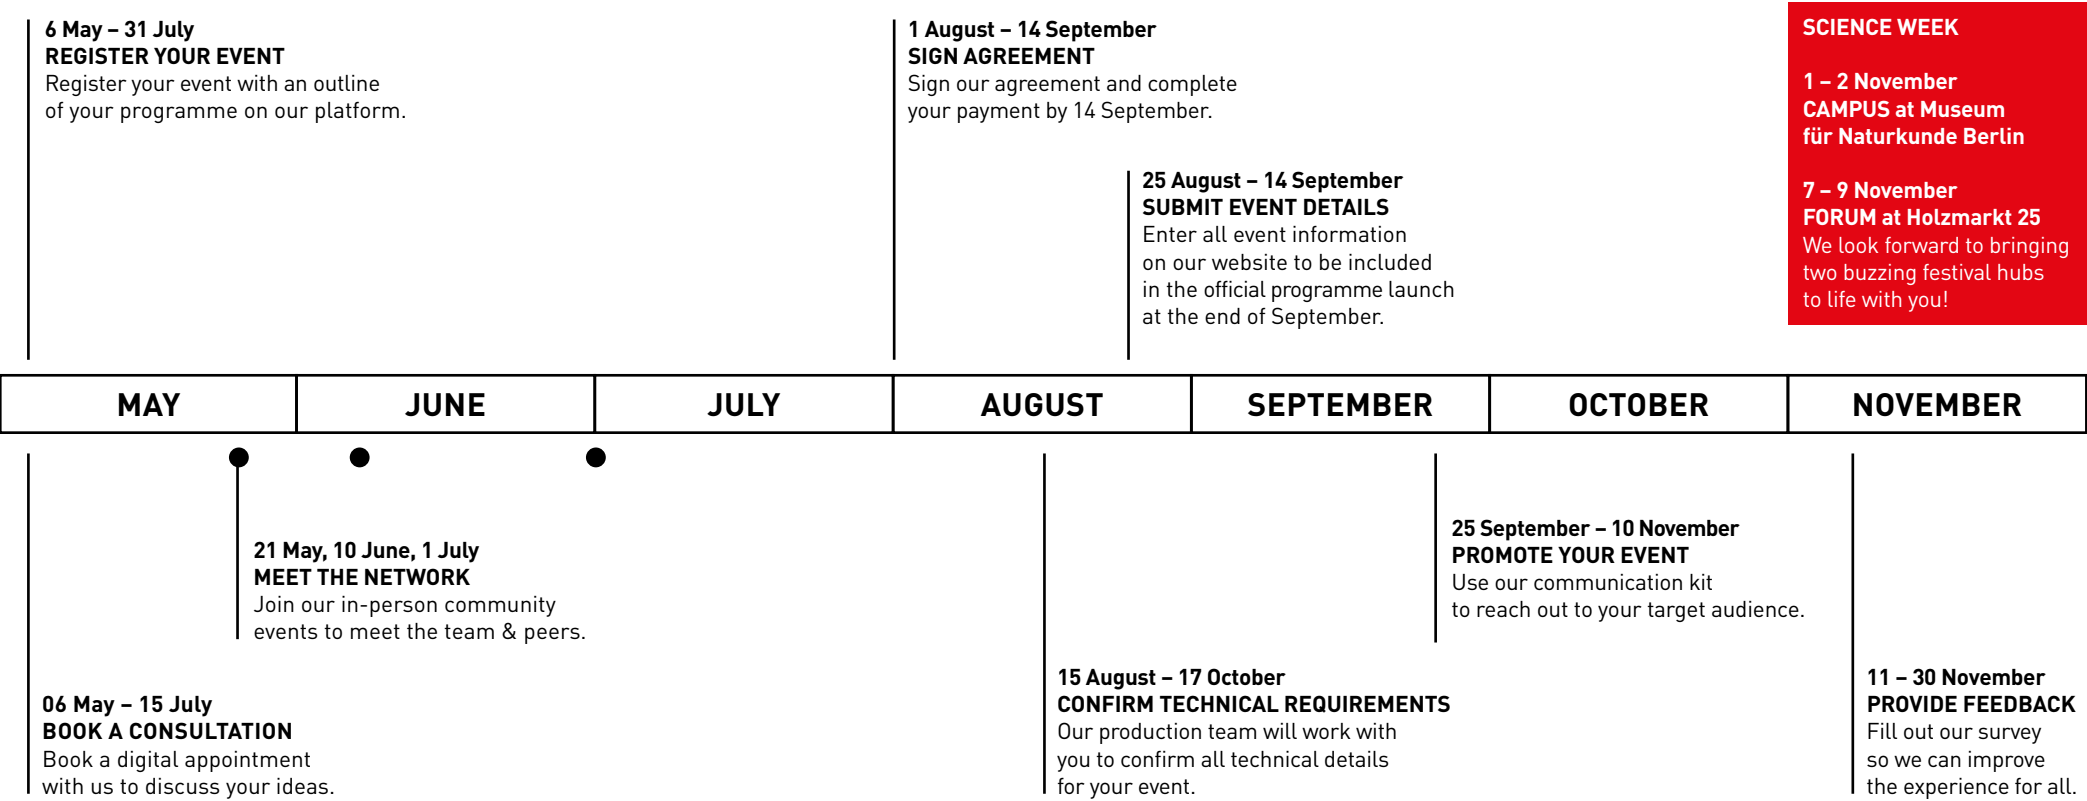 6 May – 31 July
REGISTER YOUR EVENT
Register your event with an outline
of your programme on our platform.
1 August – 14 September
SIGN AGREEMENT
Sign our agreement and complete
your payment by 14 September.
25 August – 14 September
SUBMIT EVENT DETAILS
Enter all event information
on our website to be included
in the official programme launch
at the end of September.
SCIENCE WEEK
1 – 2 November
CAMPUS at Museum
für Naturkunde Berlin
7 – 9 November
FORUM at Holzmarkt 25
We look forward to bringing
two buzzing festival hubs
to life with you!
MAY
JUNE
JULY
AUGUST
SEPTEMBER
OCTOBER
NOVEMBER
21 May, 10 June, 1 July
MEET THE NETWORK
Join our in-person community
events to meet the team & peers.
06 May – 15 July
BOOK A CONSULTATION
Book a digital appointment
with us to discuss your ideas.
15 August – 17 October
CONFIRM TECHNICAL REQUIREMENTS
Our production team will work with
you to confirm all technical details
for your event.
25 September – 10 November
PROMOTE YOUR EVENT
Use our communication kit
to reach out to your target audience.
11 – 30 November
PROVIDE FEEDBACK
Fill out our survey
so we can improve
the experience for all.